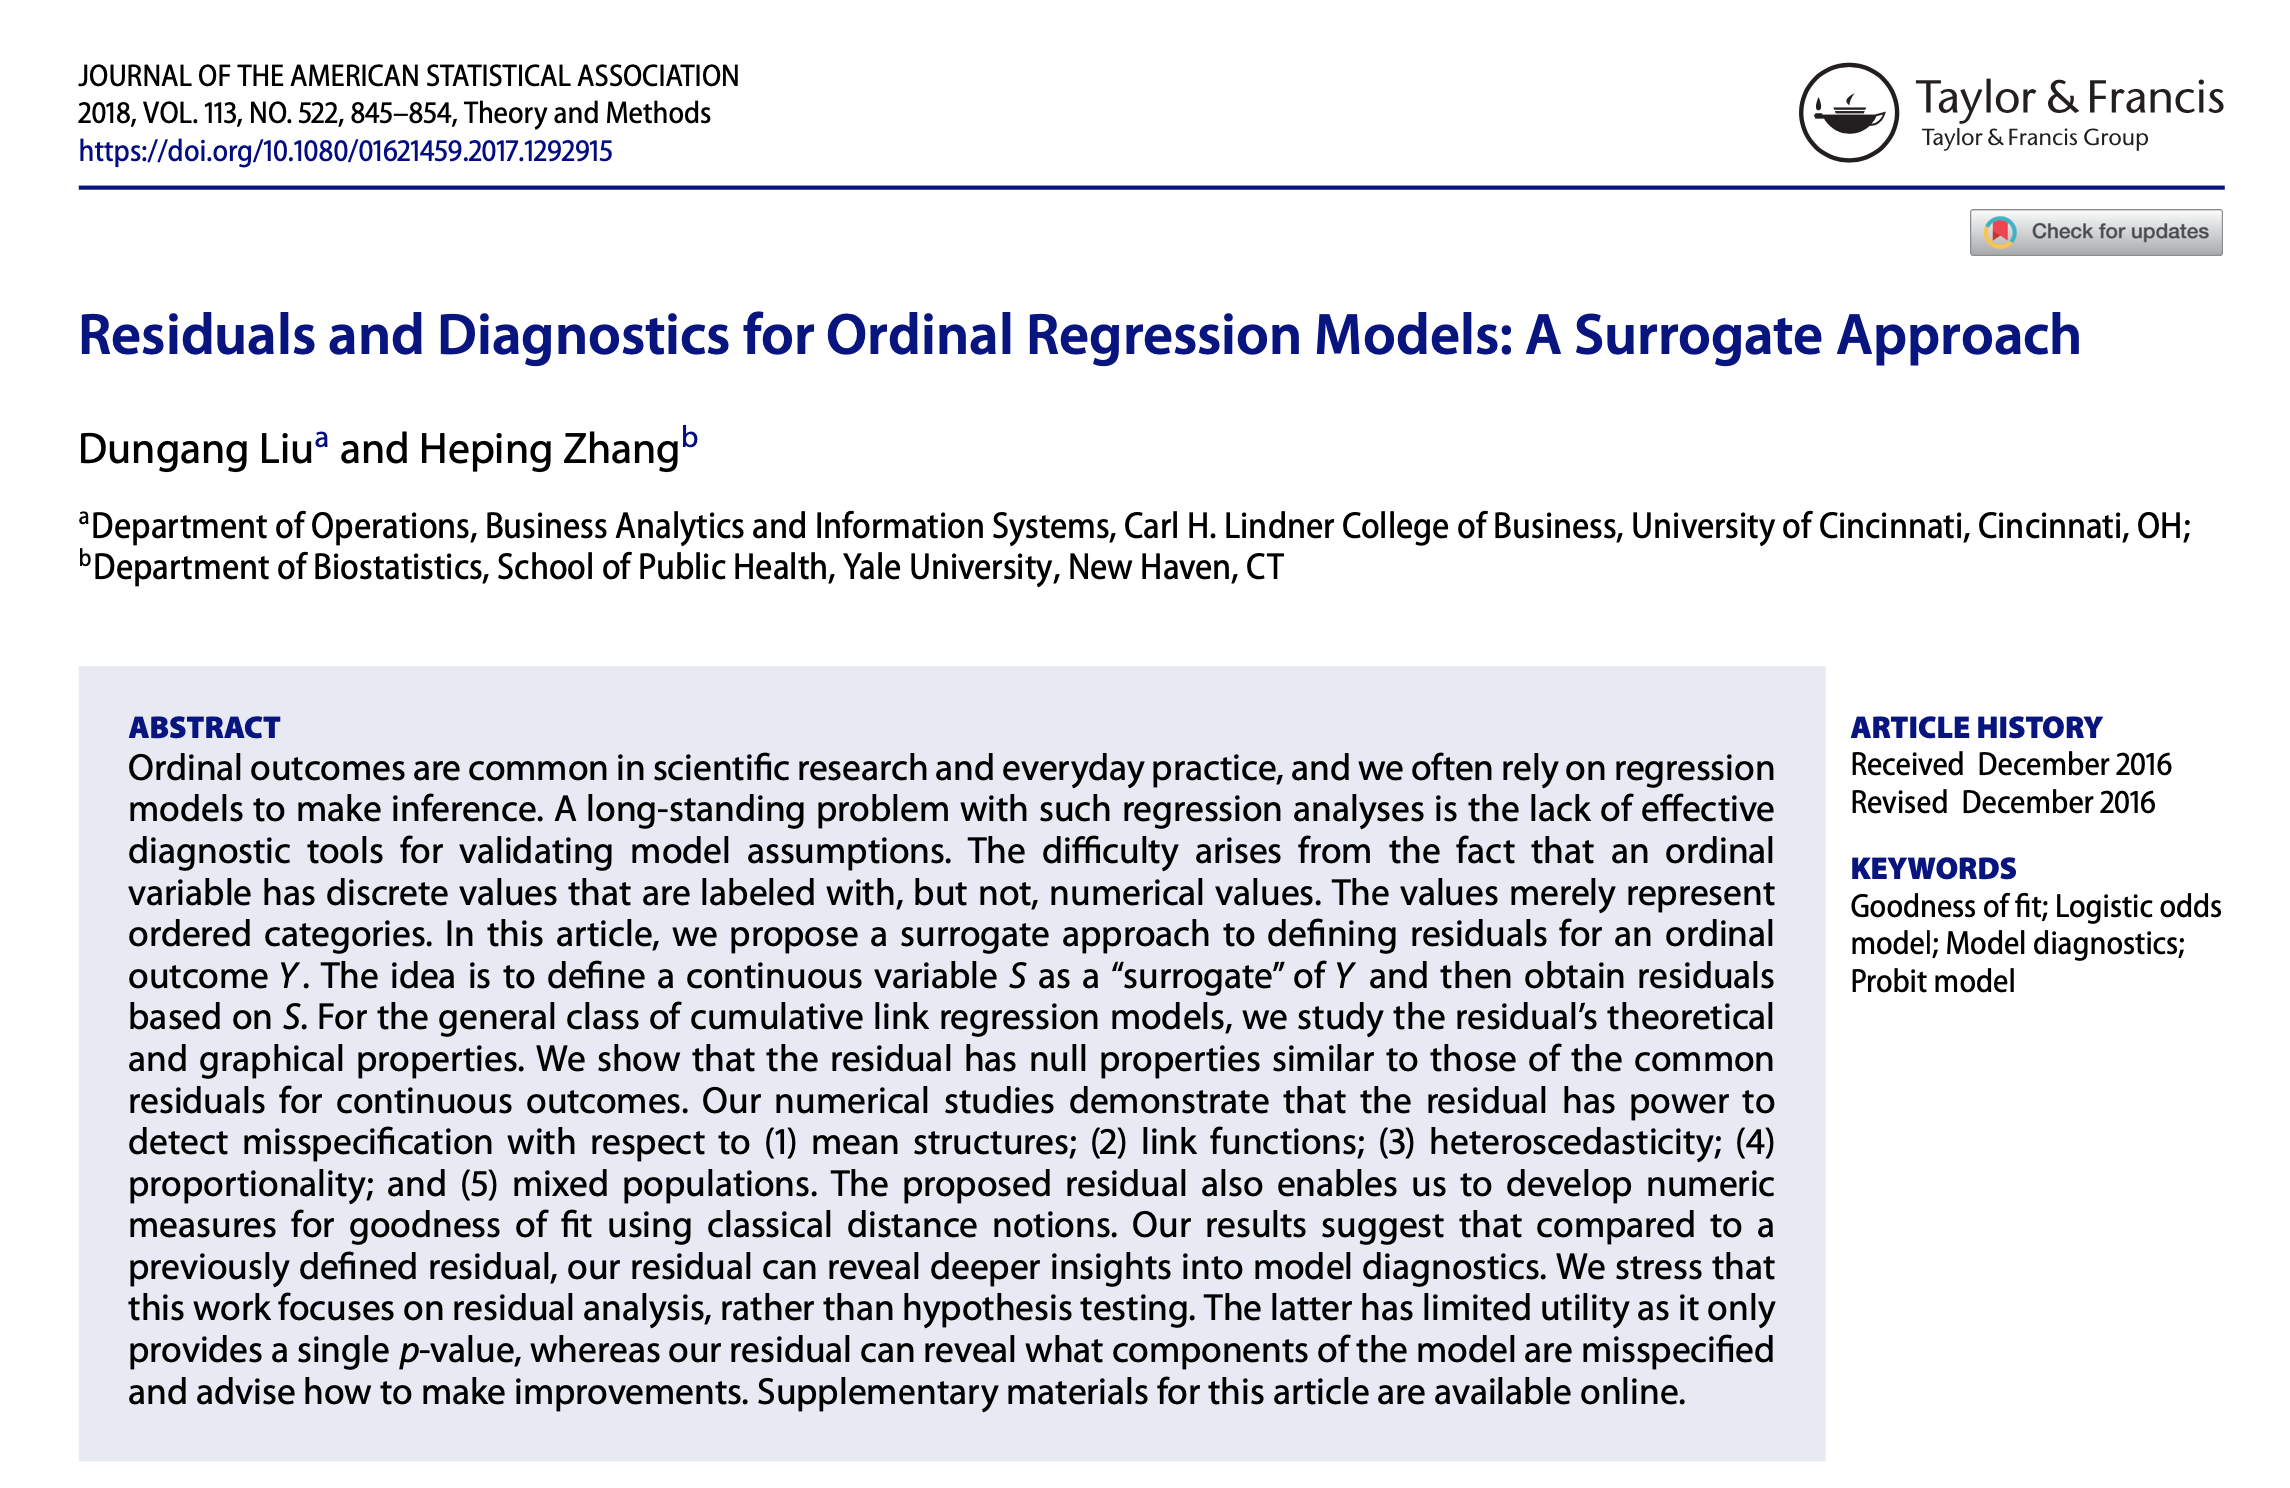 JOURNAL OF THE AMERICAN STATISTICAL ASSOCIATION
2018, VOL. 113, NO. 522, 845–854, Theory and Methods
https://doi.org/10.1080/01621459.2017.1292915
Taylor & Francis
Taylor & Francis Group
Check for updates
Residuals and Diagnostics for Ordinal Regression Models: A Surrogate Approach
Dungang Liuᵃ and Heping Zhangᵇ
ᵃDepartment of Operations, Business Analytics and Information Systems, Carl H. Lindner College of Business, University of Cincinnati, Cincinnati, OH;
ᵇDepartment of Biostatistics, School of Public Health, Yale University, New Haven, CT
ABSTRACT
Ordinal outcomes are common in scientific research and everyday practice, and we often rely on regression
models to make inference. A long-standing problem with such regression analyses is the lack of effective
diagnostic tools for validating model assumptions. The difficulty arises from the fact that an ordinal
variable has discrete values that are labeled with, but not, numerical values. The values merely represent
ordered categories. In this article, we propose a surrogate approach to defining residuals for an ordinal
outcome Y. The idea is to define a continuous variable S as a “surrogate” of Y and then obtain residuals
based on S. For the general class of cumulative link regression models, we study the residual’s theoretical
and graphical properties. We show that the residual has null properties similar to those of the common
residuals for continuous outcomes. Our numerical studies demonstrate that the residual has power to
detect misspecification with respect to (1) mean structures; (2) link functions; (3) heteroscedasticity; (4)
proportionality; and (5) mixed populations. The proposed residual also enables us to develop numeric
measures for goodness of fit using classical distance notions. Our results suggest that compared to a
previously defined residual, our residual can reveal deeper insights into model diagnostics. We stress that
this work focuses on residual analysis, rather than hypothesis testing. The latter has limited utility as it only
provides a single p-value, whereas our residual can reveal what components of the model are misspecified
and advise how to make improvements. Supplementary materials for this article are available online.
ARTICLE HISTORY
Received December 2016
Revised December 2016
KEYWORDS
Goodness of fit; Logistic odds
model; Model diagnostics;
Probit model